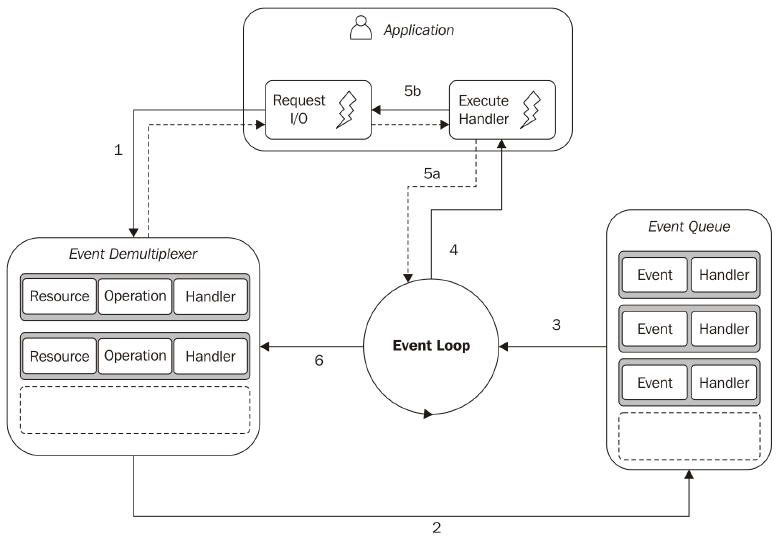 Application
Request
I/O
5b
Execute
Handler
1
5a
Event Demultiplexer
Resource Operation Handler
Resource Operation Handler
4
Event Loop
6
3
Event Queue
Event Handler
Event Handler
Event Handler
2